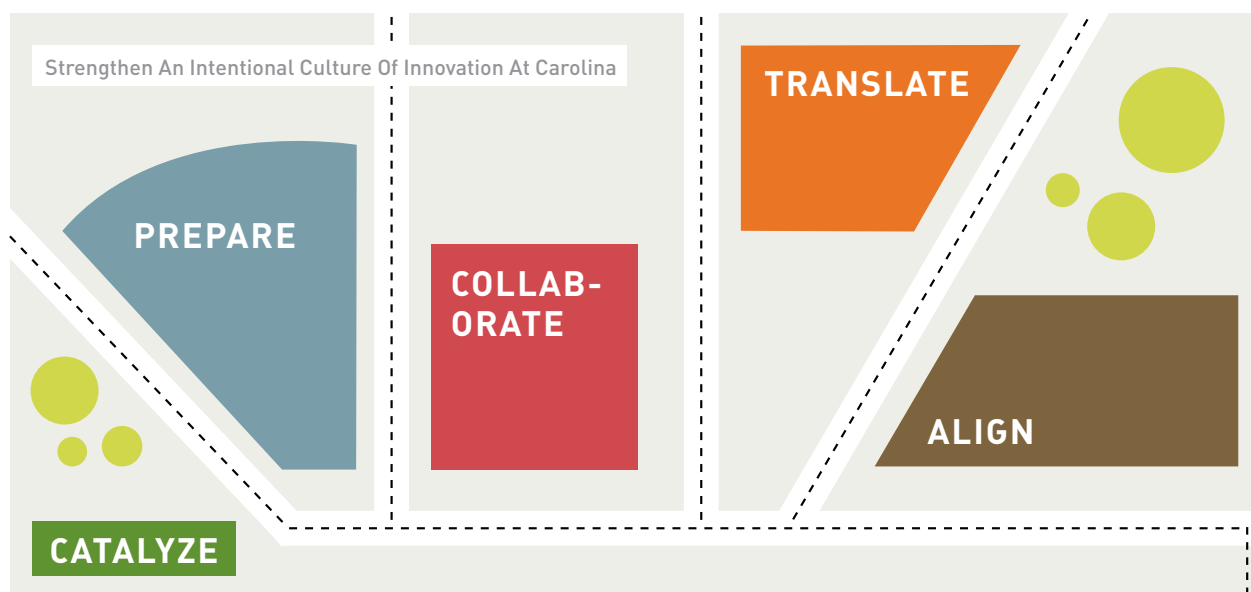 Strengthen An Intentional Culture Of Innovation At Carolina
TRANSLATE
PREPARE
COLLAB-
ORATE
ALIGN
CATALYZE